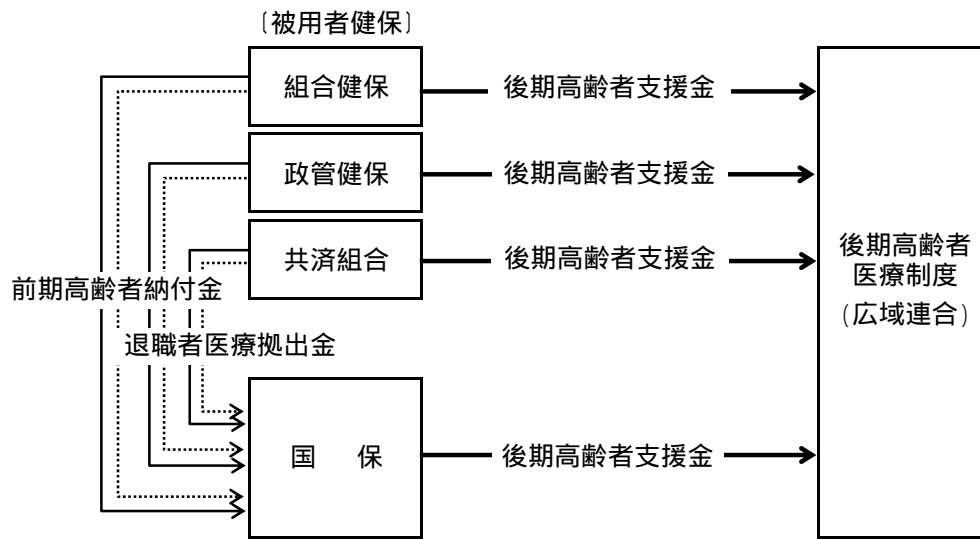 〔被用者健保〕
組合健保
後期高齢者支援金
政管健保
後期高齢者支援金
共済組合
後期高齢者支援金
後期高齢者
医療制度
(広域連合)
前期高齢者納付金
退職者医療拠出金
国　保
後期高齢者支援金